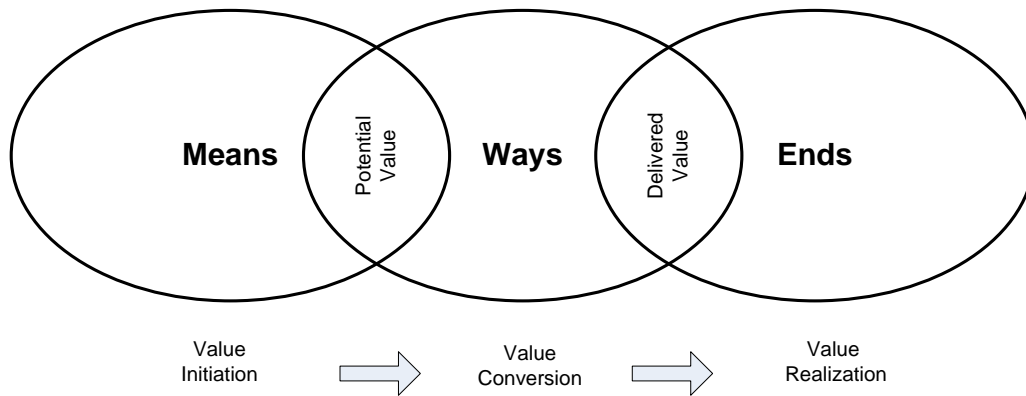 Means
Potential
Value
Ways
Delivered
Value
Ends
Value
Initiation
Value
Conversion
Value
Realization